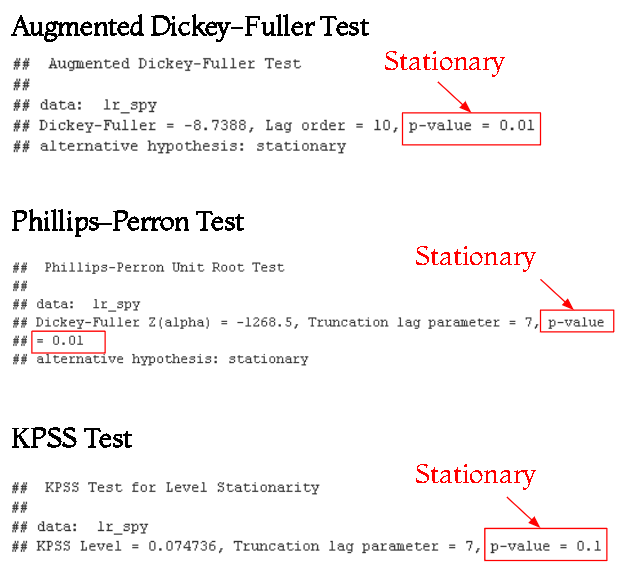 Augmented Dickey–Fuller Test
##  Augmented Dickey-Fuller Test
Stationary
##
## data:  lr_spy
## Dickey-Fuller = -8.7388, Lag order = 10, p-value = 0.01
## alternative hypothesis: stationary
Phillips–Perron Test
Stationary
##  Phillips-Perron Unit Root Test
##
## data:  lr_spy
## Dickey-Fuller Z(alpha) = -1268.5, Truncation lag parameter = 7, p-value
## = 0.01
## alternative hypothesis: stationary
KPSS Test
Stationary
##  KPSS Test for Level Stationarity
##
## data:  lr_spy
## KPSS Level = 0.074736, Truncation lag parameter = 7, p-value = 0.1